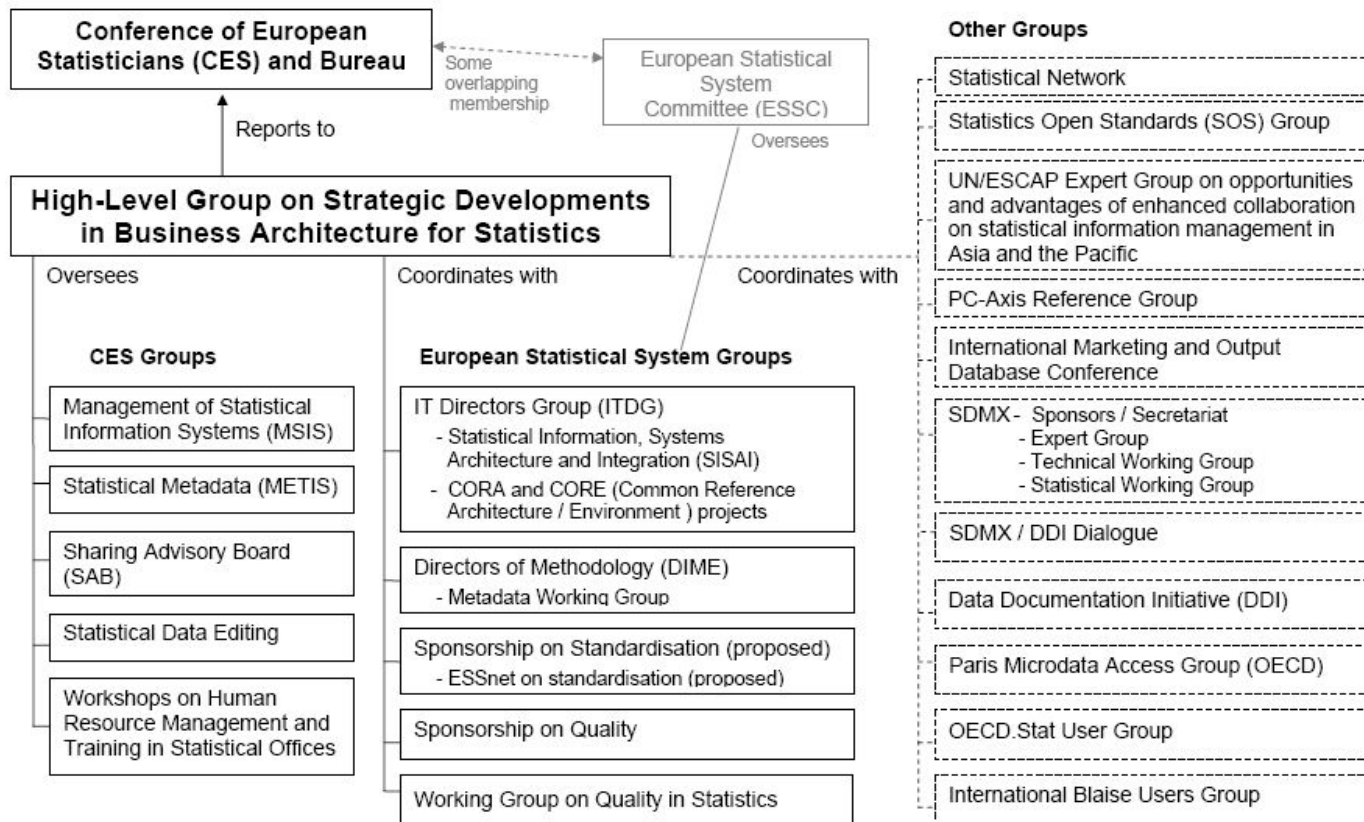 Conference of European
Statisticians (CES) and Bureau
Some
overlapping
membership
European Statistical
System
Committee (ESSC)
Reports to
Oversees
High-Level Group on Strategic Developments
in Business Architecture for Statistics
Oversees
Coordinates with
Coordinates with
CES Groups
Management of Statistical
Information Systems (MSIS)
Statistical Metadata (METIS)
Sharing Advisory Board
(SAB)
Statistical Data Editing
Workshops on Human
Resource Management and
Training in Statistical Offices
European Statistical System Groups
IT Directors Group (ITDG)
- Statistical Information, Systems
Architecture and Integration (SISAI)
- CORA and CORE (Common Reference
Architecture / Environment ) projects
Directors of Methodology (DIME)
- Metadata Working Group
Sponsorship on Standardisation (proposed)
- ESSnet on standardisation (proposed)
Sponsorship on Quality
Working Group on Quality in Statistics
Other Groups
Statistical Network
Statistics Open Standards (SOS) Group
UN/ESCAP Expert Group on opportunities
and advantages of enhanced collaboration
on statistical information management in
Asia and the Pacific
PC-Axis Reference Group
International Marketing and Output
Database Conference
SDMX - Sponsors / Secretariat
- Expert Group
- Technical Working Group
- Statistical Working Group
SDMX / DDI Dialogue
Data Documentation Initiative (DDI)
Paris Microdata Access Group (OECD)
OECD.Stat User Group
International Blaise Users Group